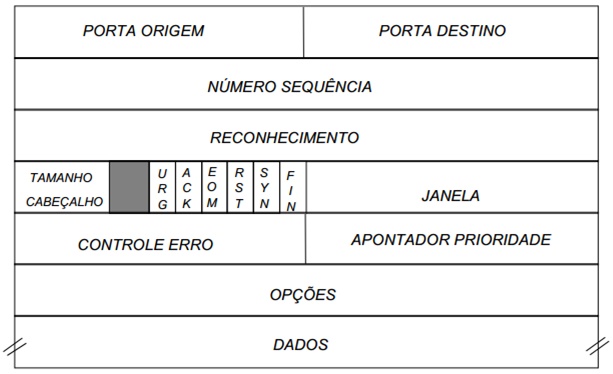 PORTA ORIGEM PORTA DESTINO
NÚMERO SEQUÊNCIA
RECONHECIMENTO
TAMANHO CABEÇALHO URG ACK EOM RST SYN FIN JANELA
CONTROLE ERRO APONTADOR PRIORIDADE
OPÇÕES
DADOS